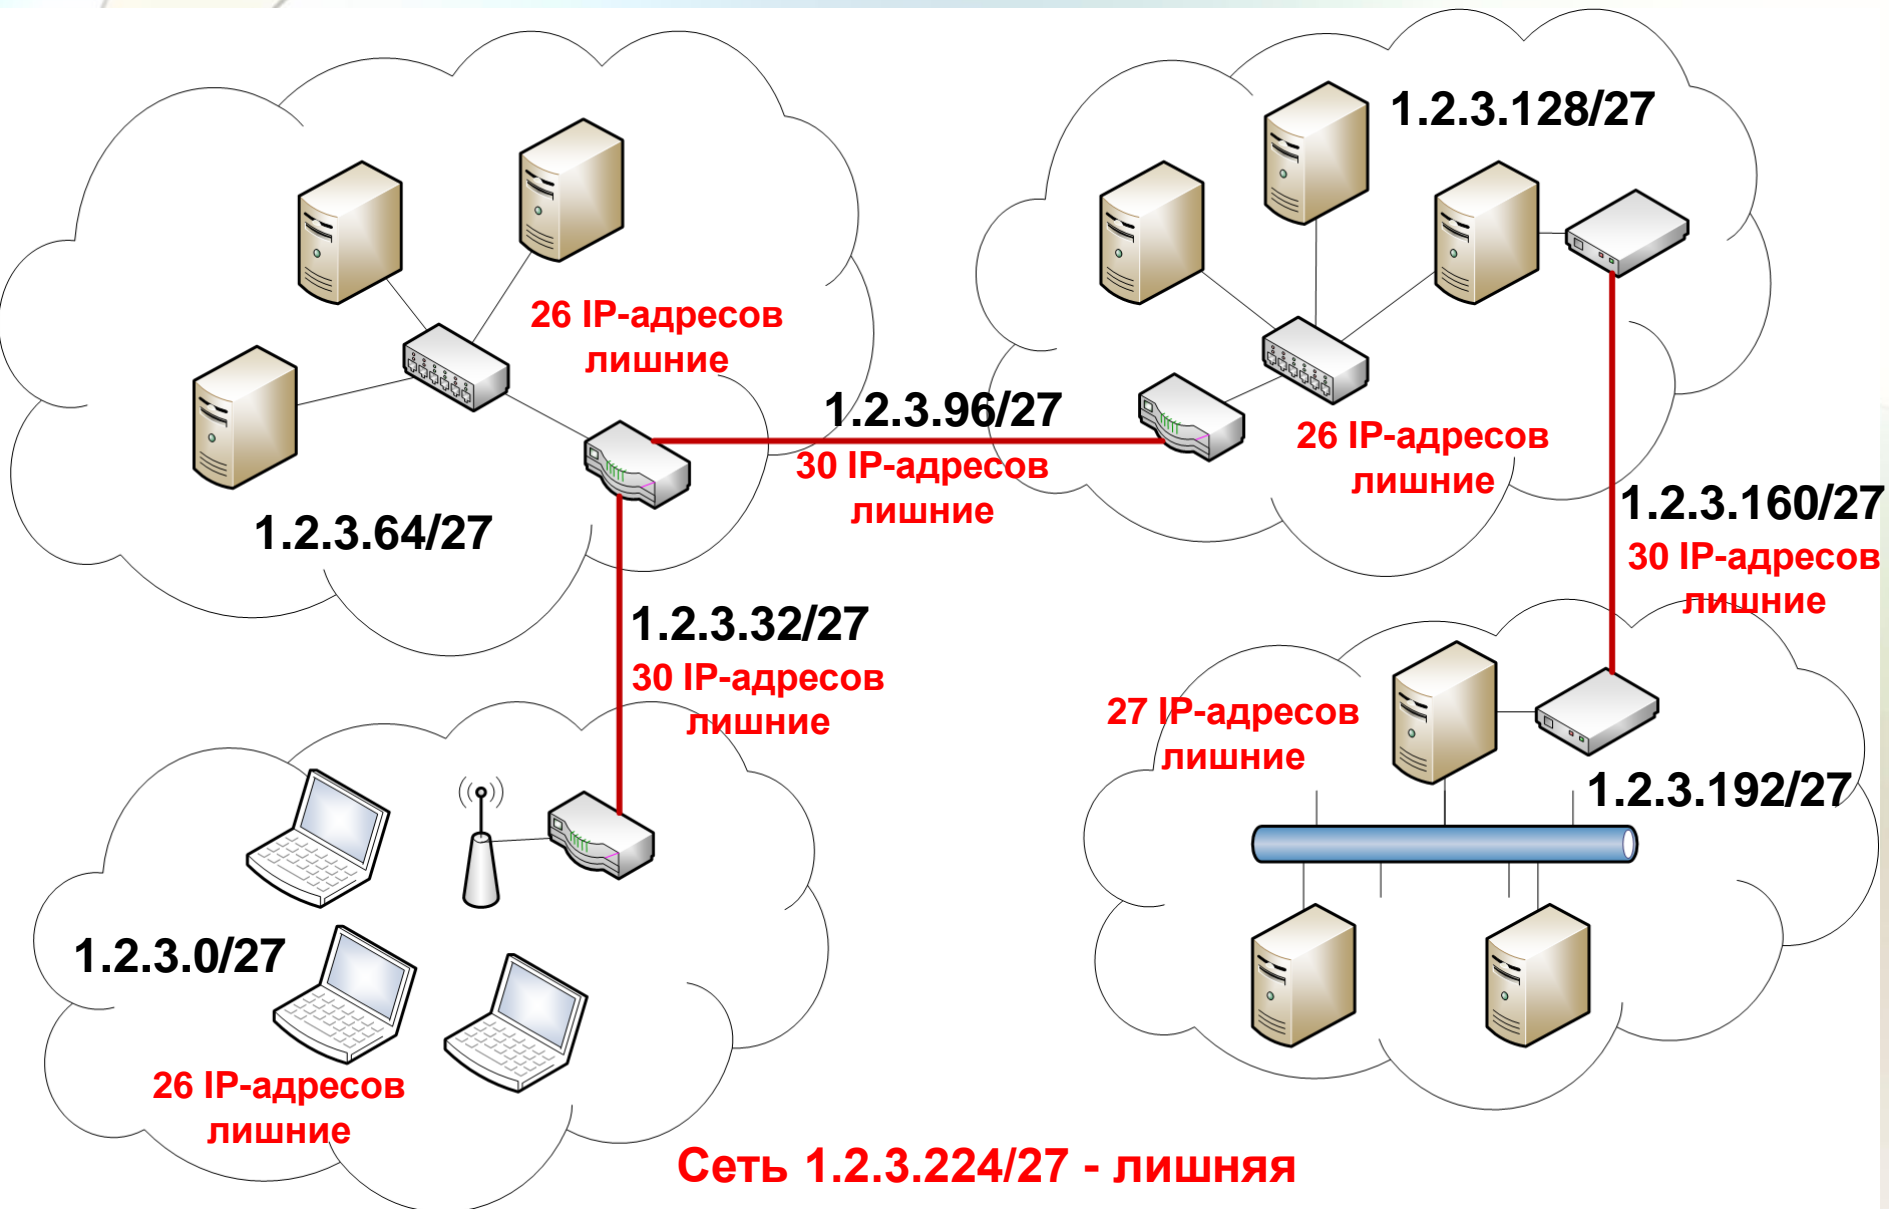 1.2.3.128/27
26 IP-адресов
лишние
1.2.3.96/27
30 IP-адресов
лишние
26 IP-адресов
лишние
1.2.3.64/27
1.2.3.160/27
30 IP-адресов
лишние
1.2.3.32/27
30 IP-адресов
лишние
27 IP-адресов
лишние
1.2.3.192/27
1.2.3.0/27
26 IP-адресов
лишние
Сеть 1.2.3.224/27 - лишняя